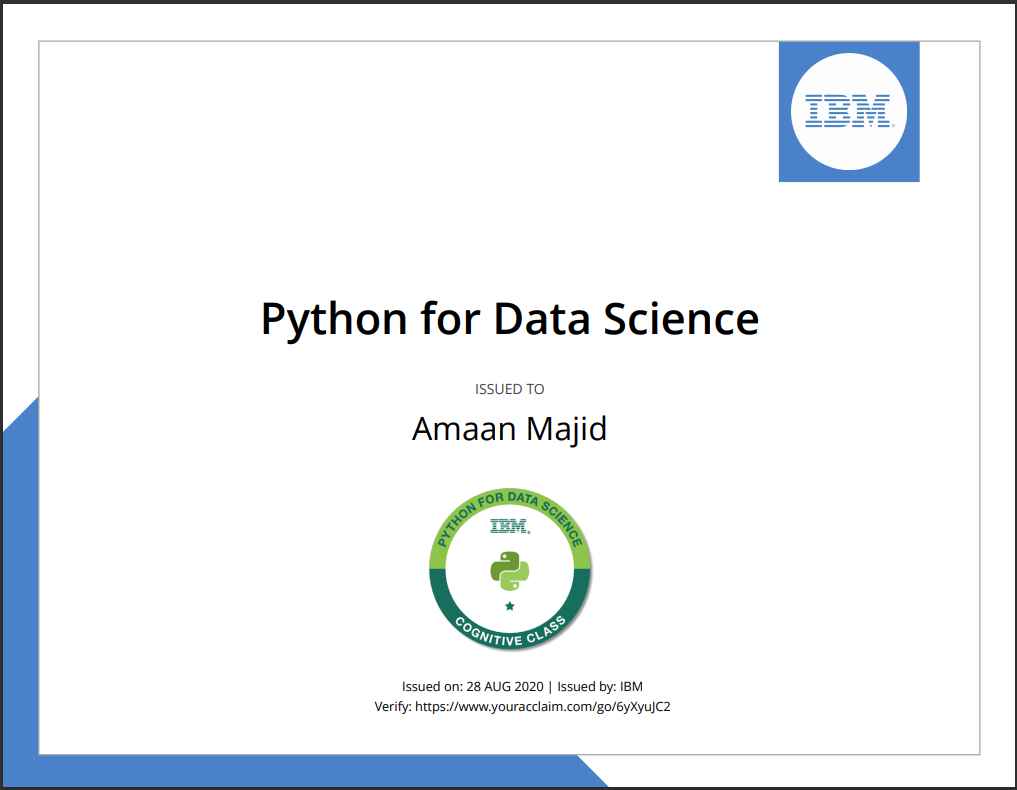 IBM
Python for Data Science
ISSUED TO
Amaan Majid
PYTHON FOR DATA SCIENCE
IBM
COGNITIVE CLASS
Issued on: 28 AUG 2020 | Issued by: IBM
Verify: https://www.youracclaim.com/go/6yXyuJC2